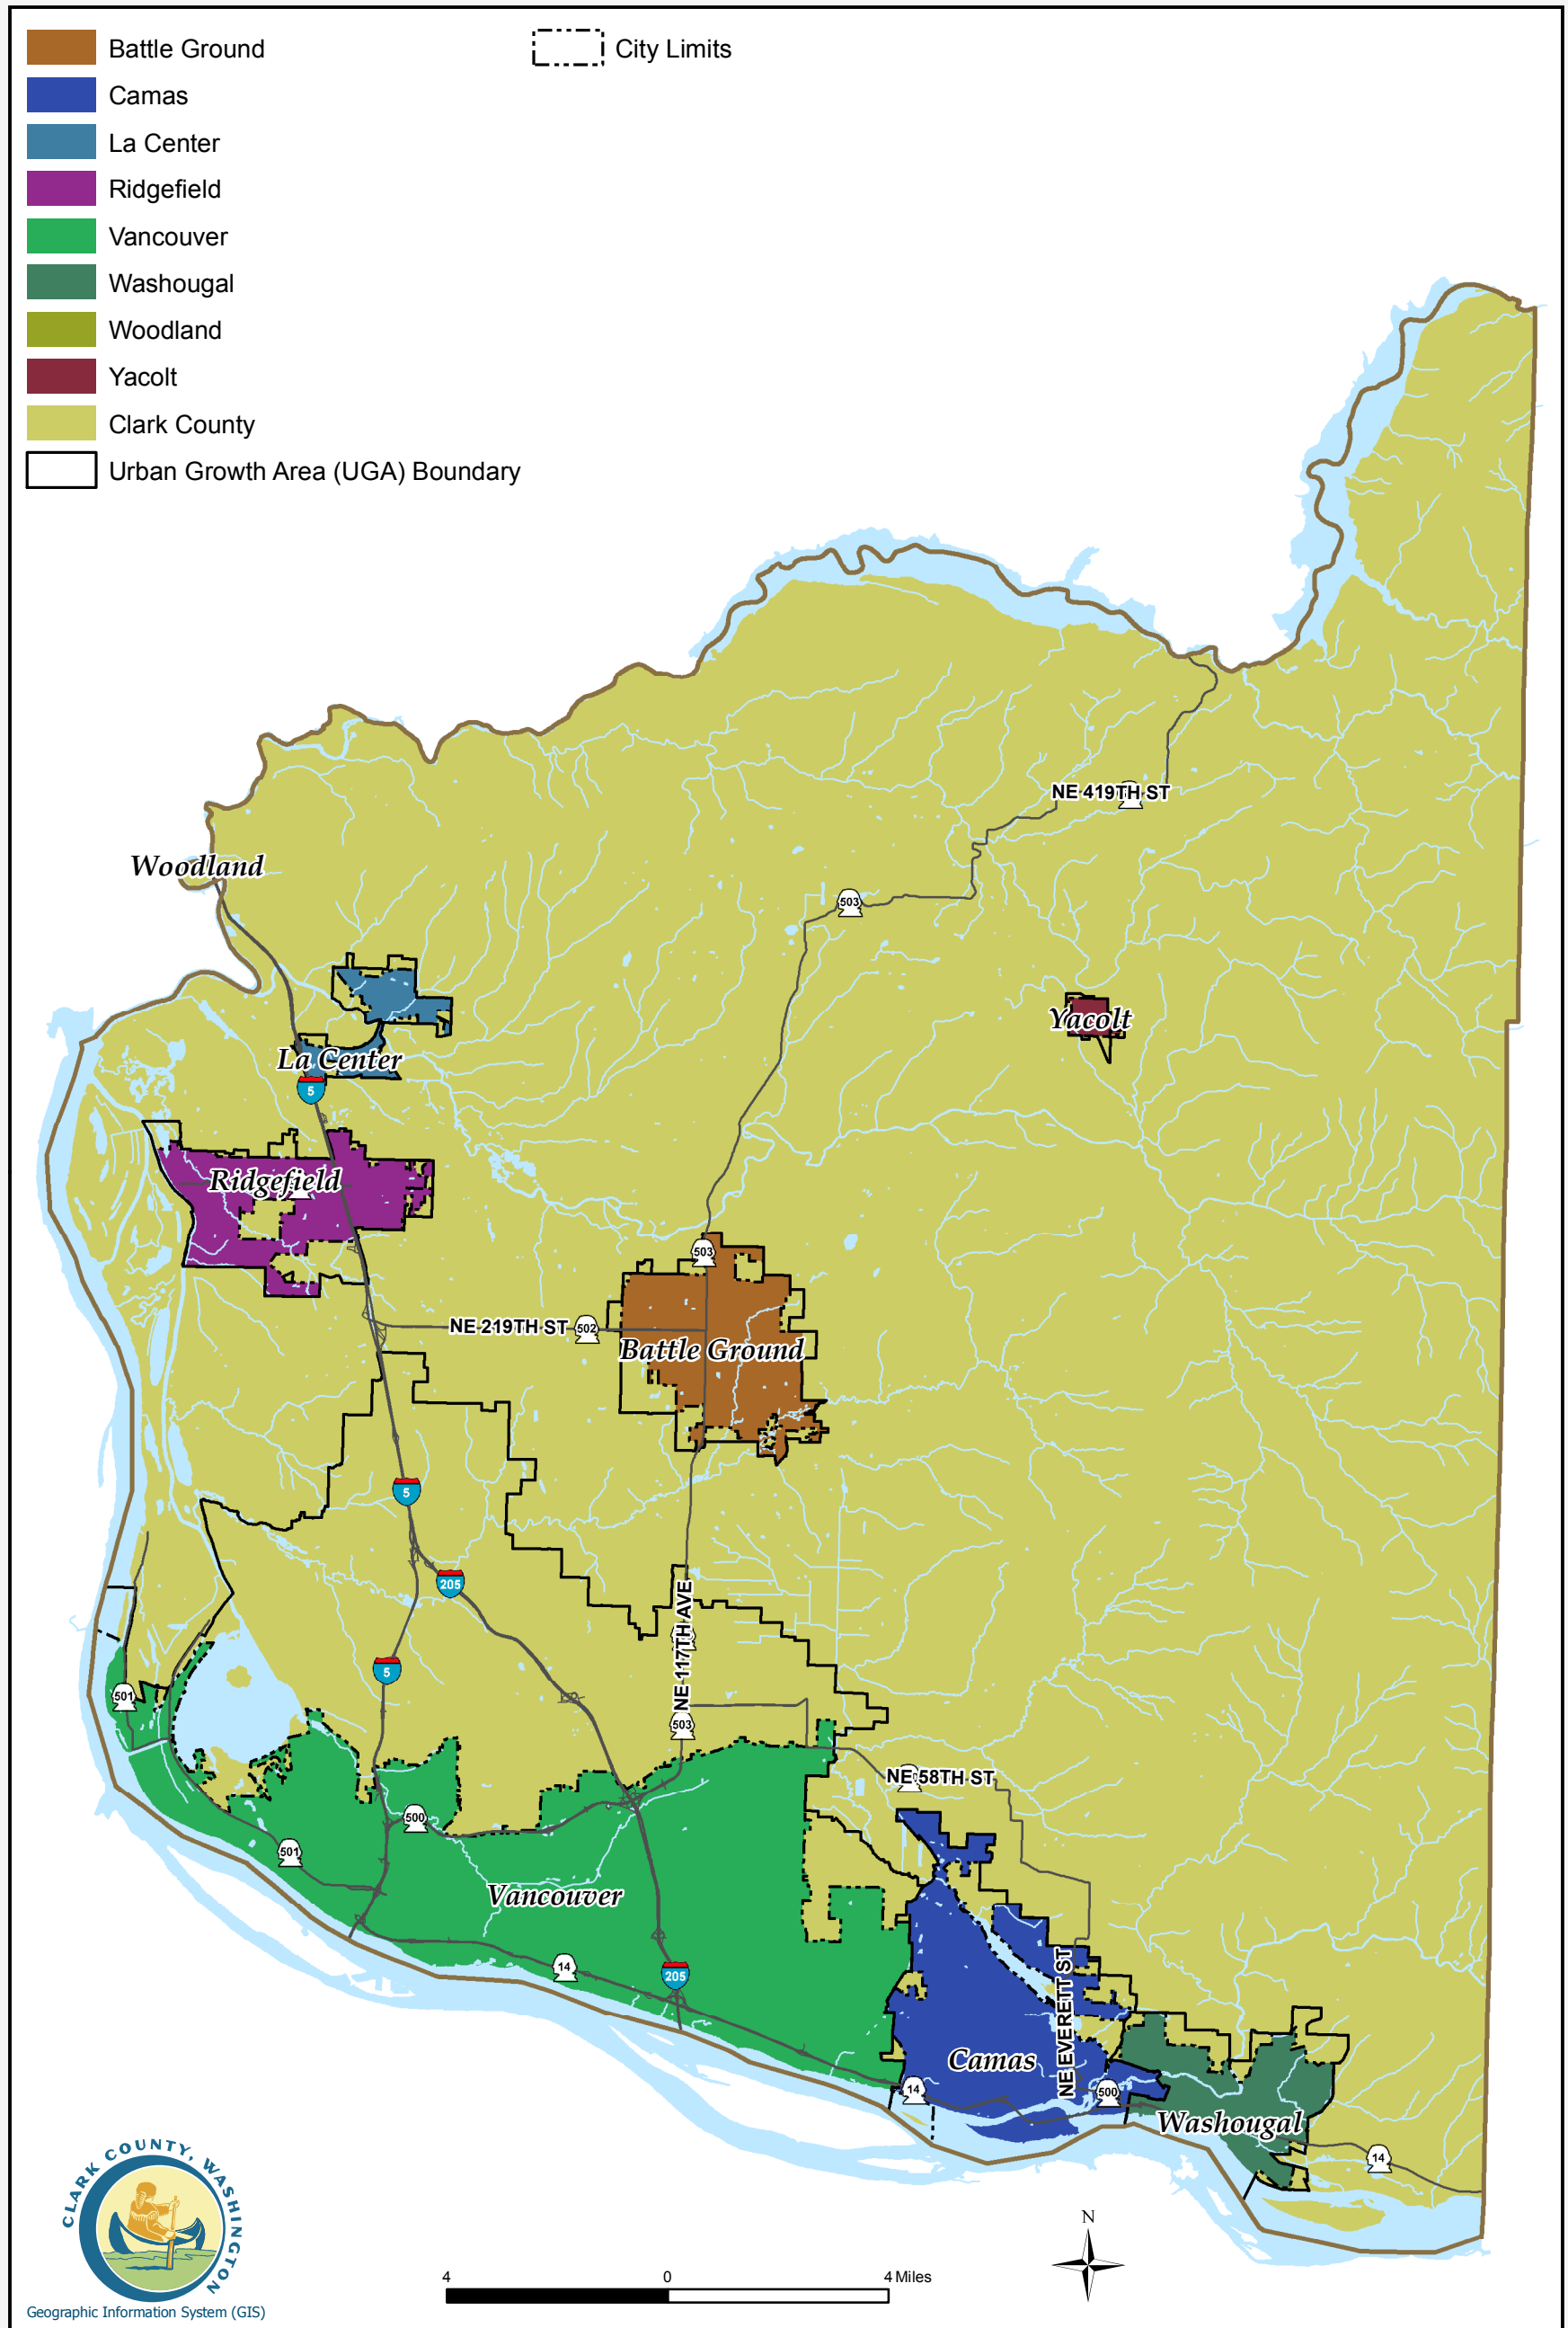 Battle Ground
City Limits
Camas
La Center
Ridgefield
Vancouver
Washougal
Woodland
Yacolt
Clark County
Urban Growth Area (UGA) Boundary
NE 419TH ST
Woodland
503
Yacolt
La Center
5
Ridgefield
503
NE 219TH ST
502
Battle Ground
5
205
NE 117TH AVE
5
501
503
NE 58TH ST
500
501
Vancouver
14
205
NE EVERETT ST
Camas
14
500
Washougal
14
CLARK COUNTY, WASHINGTON
Geographic Information System (GIS)
N
4 0 4 Miles